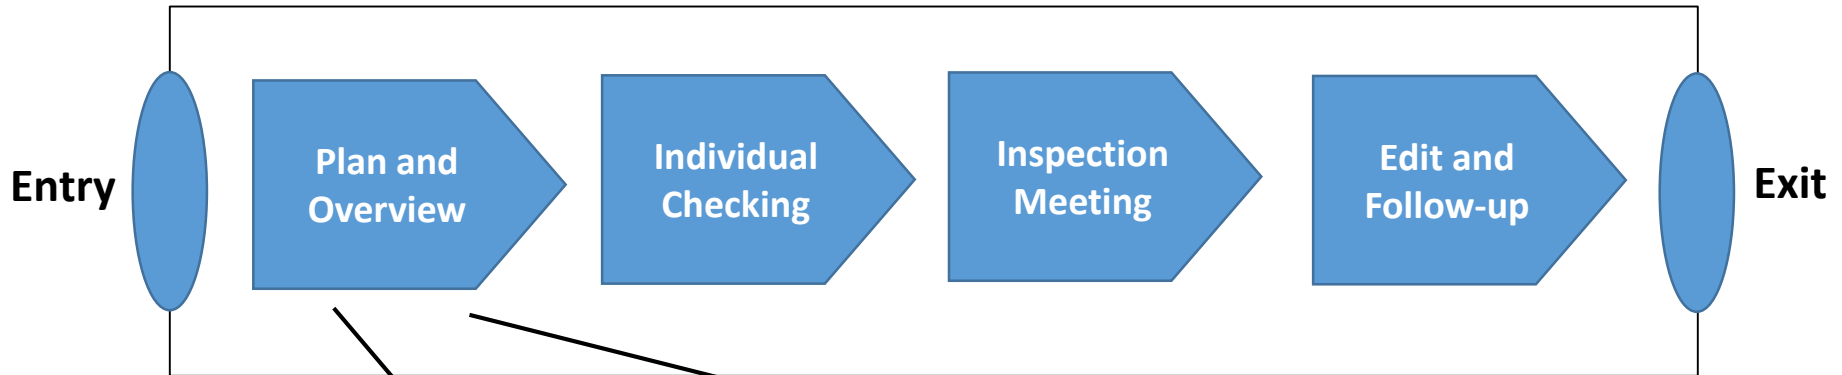 Entry
Plan and
Overview
Individual
Checking
Inspection
Meeting
Edit and
Follow-up
Exit